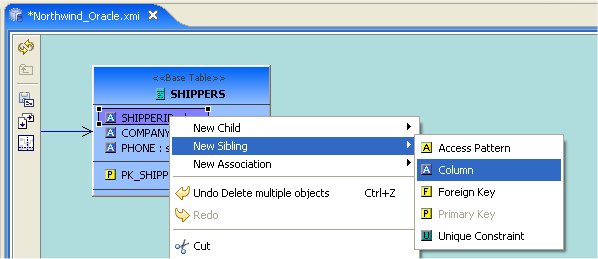 *Northwind_Oracle.xmi
<<Base Table>>
SHIPPERS
SHIPPERID
COMPANY
PHONE : s
PK_SHIPP
New Child
New Sibling
New Association
Undo Delete multiple objects Ctrl+Z
Redo
Cut
Access Pattern
Column
Foreign Key
Primary Key
Unique Constraint